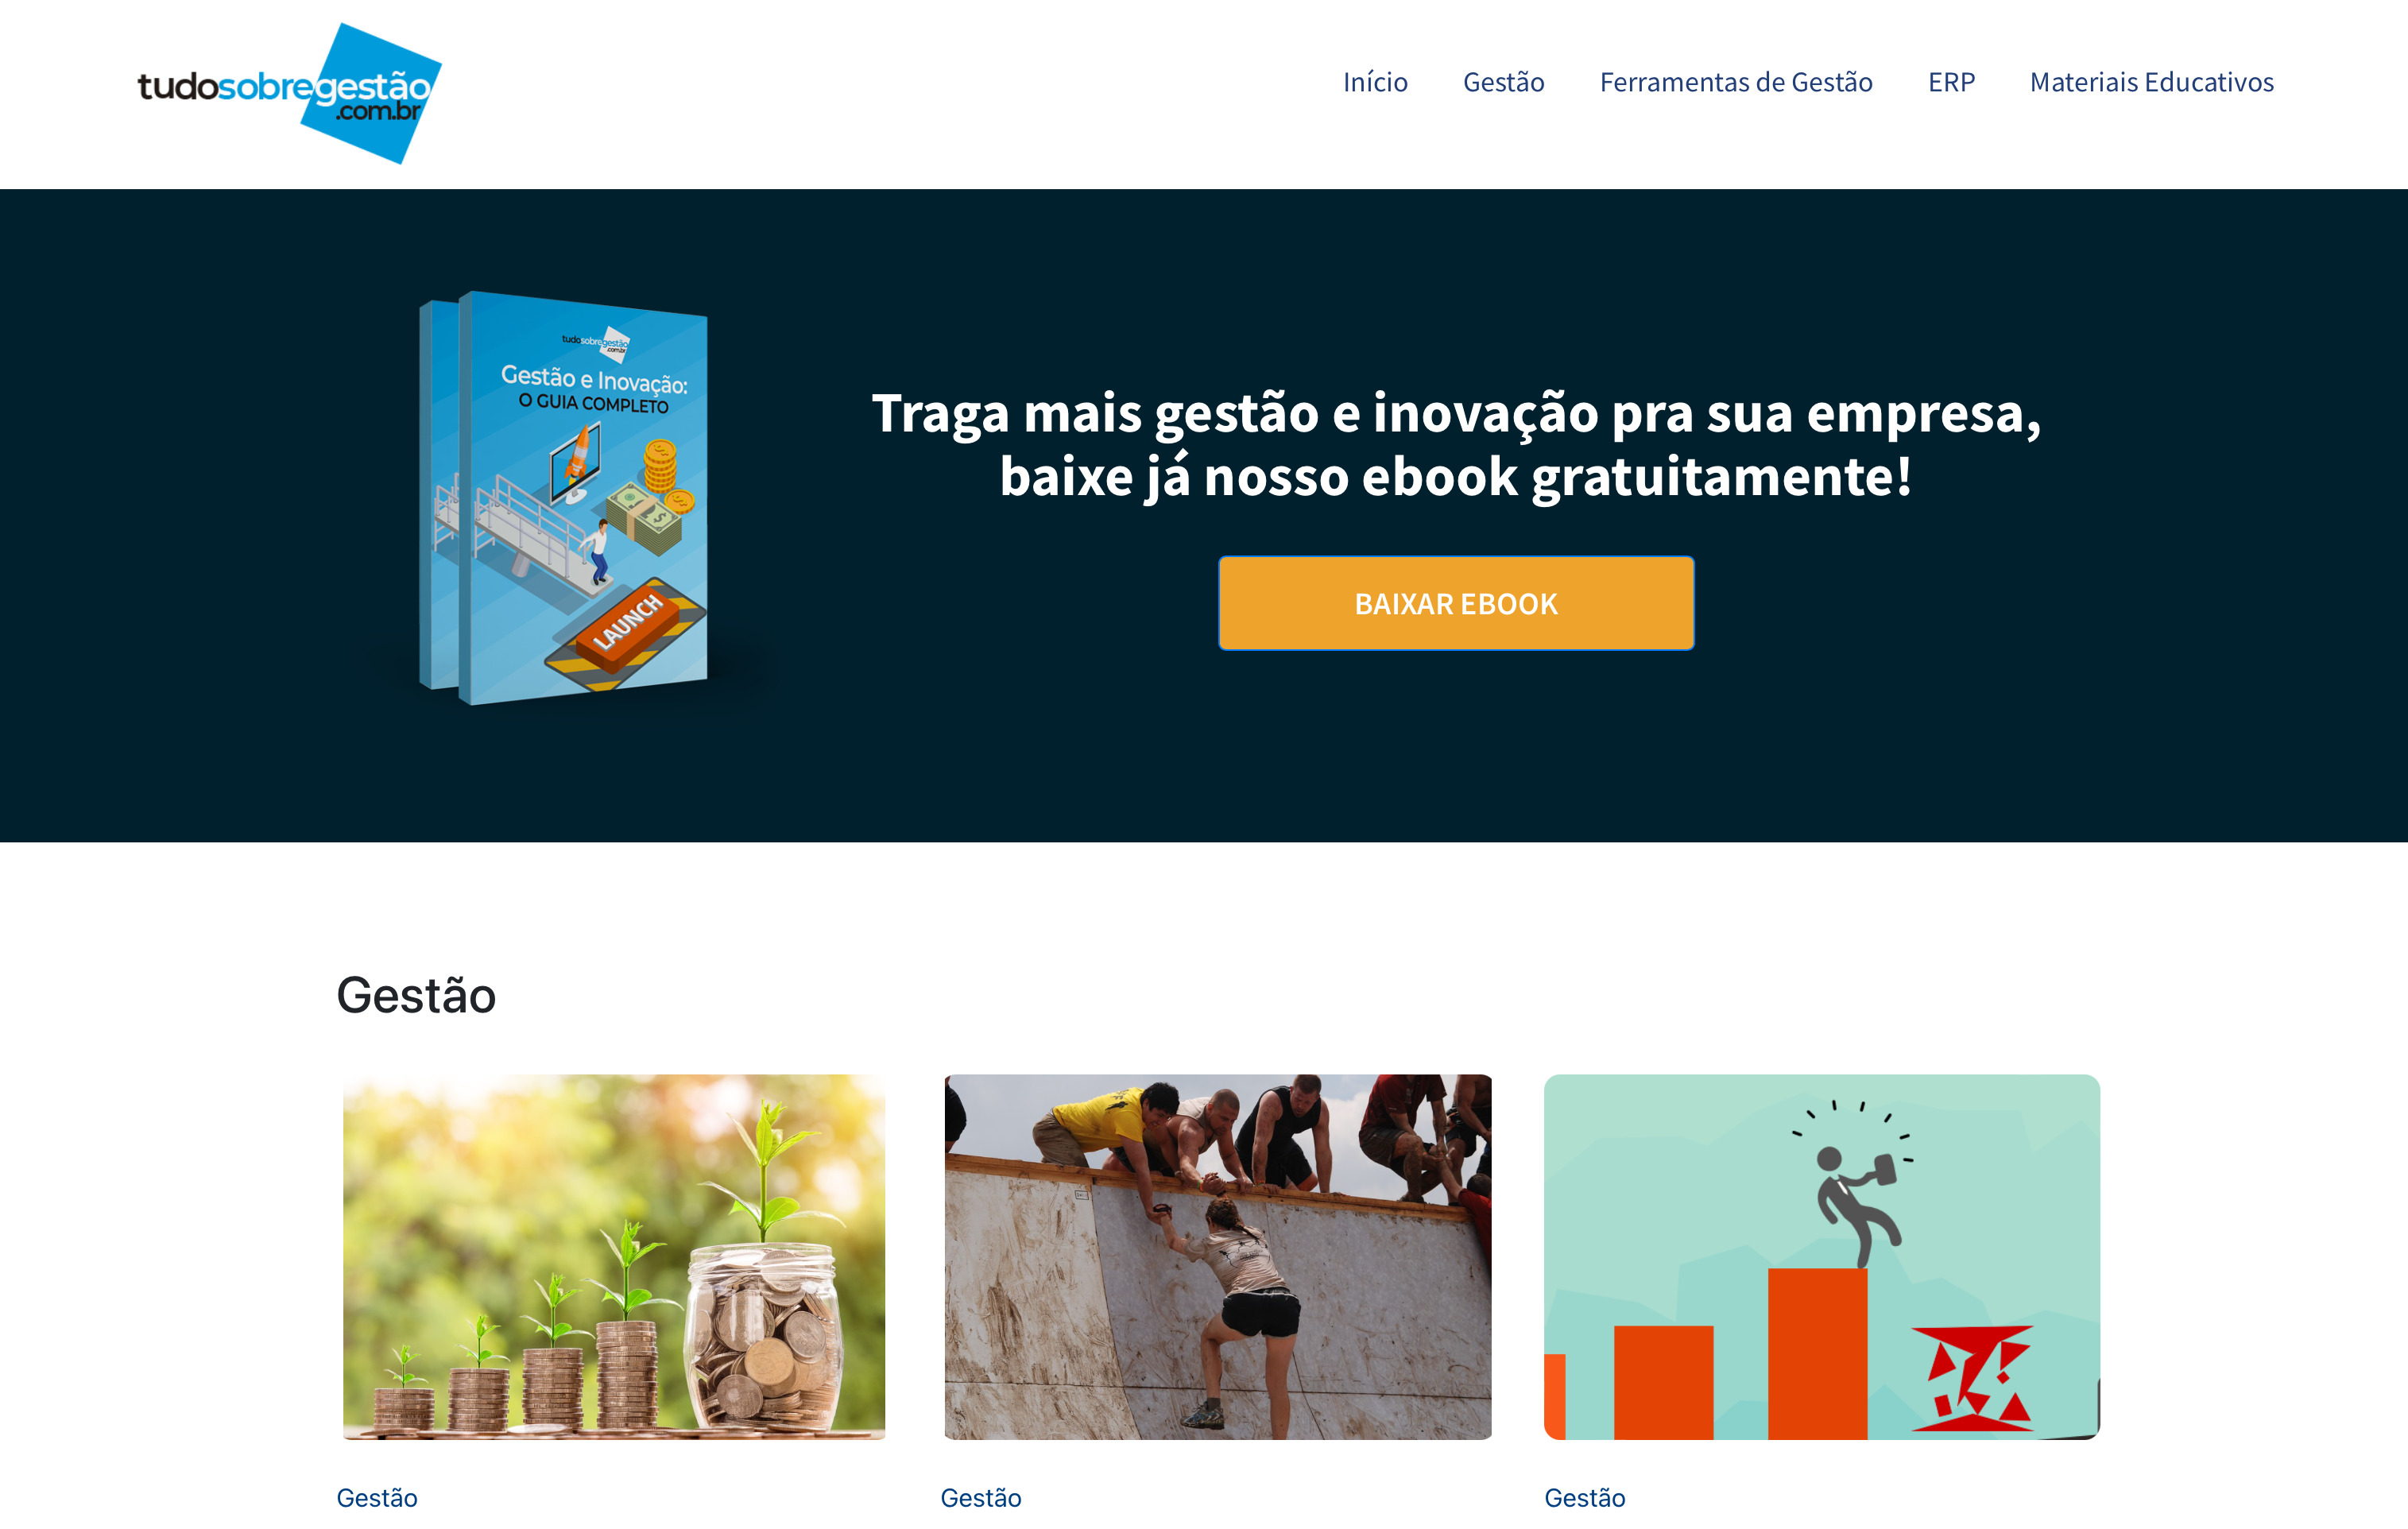 tudosobregestão
.com.br
Início Gestão Ferramentas de Gestão ERP Materiais Educativos
tudosobregestão
.com.br
Gestão e Inovação:
O GUIA COMPLETO
LAUNCH
Traga mais gestão e inovação pra sua empresa,
baixe já nosso ebook gratuitamente!
BAIXAR EBOOK
Gestão
Gestão Gestão Gestão